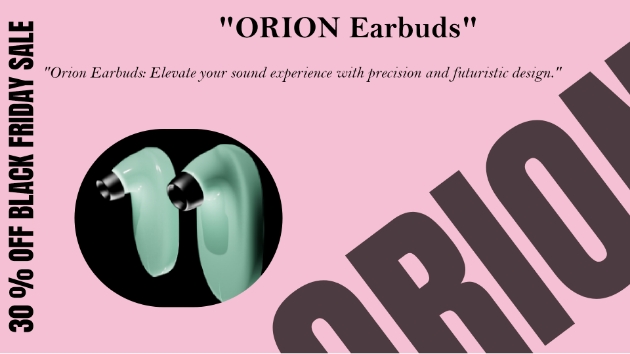 "ORION Earbuds"
"Orion Earbuds: Elevate your sound experience with precision and futuristic design."
30 % OFF BLACK FRIDAY SALE
ORION